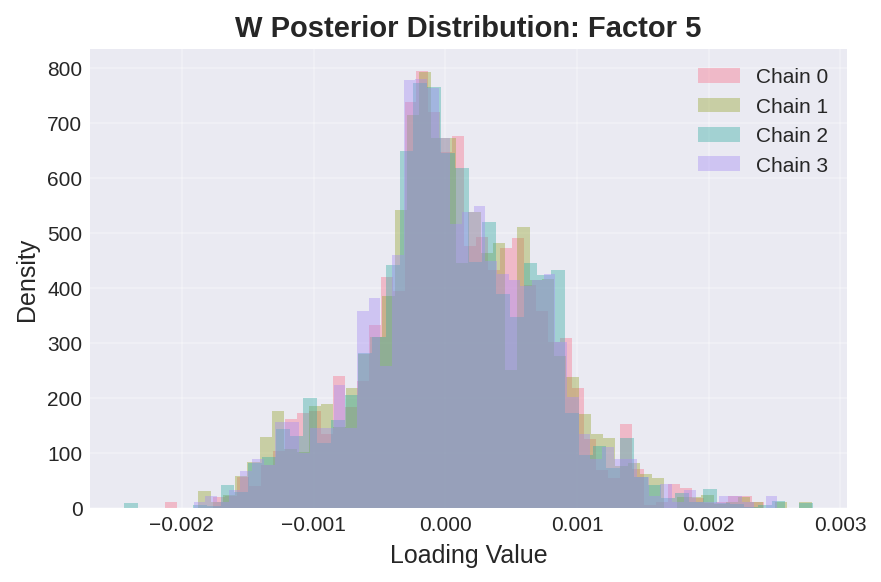 W Posterior Distribution: Factor 5
800
700
600
500
400
300
200
100
0
Density
Chain 0
Chain 1
Chain 2
Chain 3
−0.002
−0.001
0.000
0.001
0.002
0.003
Loading Value